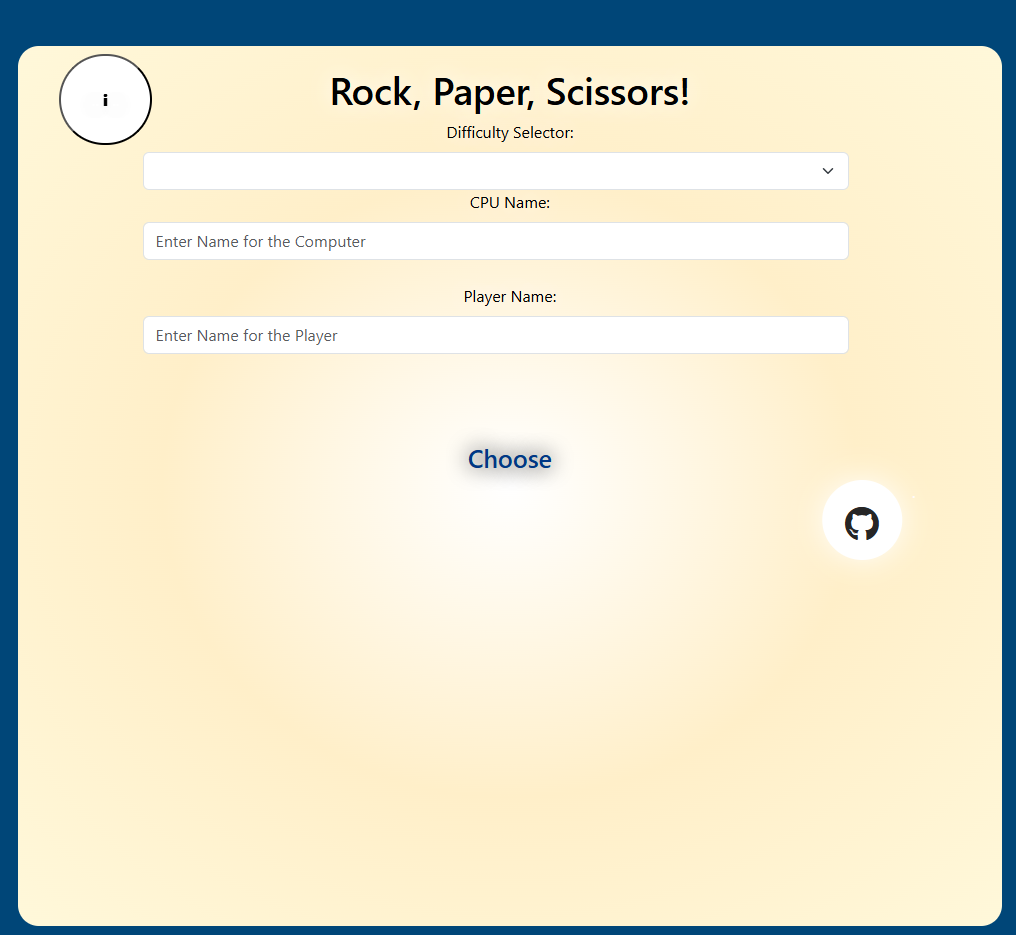 i
Rock, Paper, Scissors!
Difficulty Selector:
CPU Name:
Enter Name for the Computer
Player Name:
Enter Name for the Player
Choose